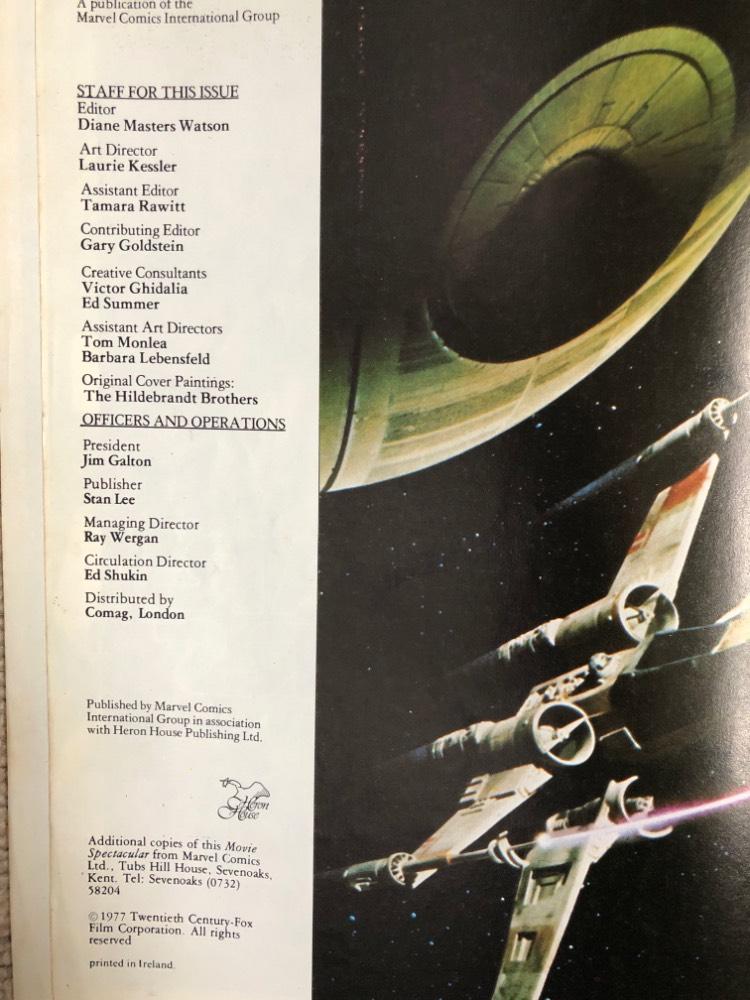 A publication of the
Marvel Comics International Group
STAFF FOR THIS ISSUE
Editor
Diane Masters Watson
Art Director
Laurie Kessler
Assistant Editor
Tamara Rawitt
Contributing Editor
Gary Goldstein
Creative Consultants
Victor Ghidalia
Ed Summer
Assistant Art Directors
Tom Monlea
Barbara Lebensfeld
Original Cover Paintings:
The Hildebrandt Brothers
OFFICERS AND OPERATIONS
President
Jim Galton
Publisher
Stan Lee
Managing Director
Ray Wergan
Circulation Director
Ed Shukin
Distributed by
Comag, London
Published by Marvel Comics
International Group in association
with Heron House Publishing Ltd.
Heron
House
Additional copies of this Movie
Spectacular from Marvel Comics
Ltd., Tubs Hill House, Sevenoaks,
Kent. Tel: Sevenoaks (0732)
58204
© 1977 Twentieth Century-Fox
Film Corporation. All rights
reserved
printed in Ireland.